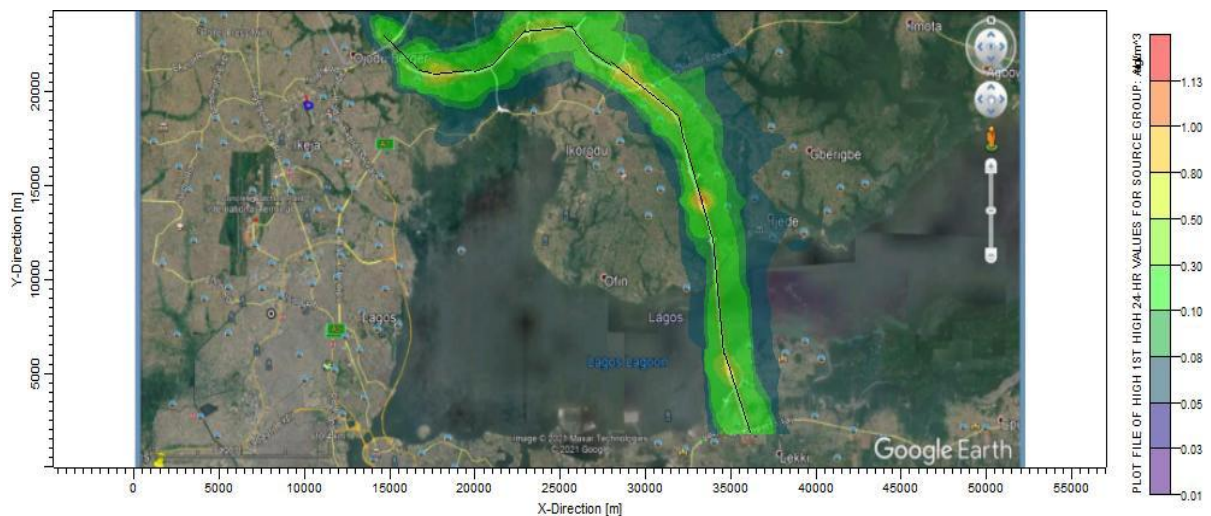 Imota
Ojodu Berger
Agbow
Ikeja
Ikorodu
Gberigbe
Ofin
Lagos
Lagos
Lagos Lagoon
Image © 2021 Maxar Technologies
© 2021 Google
Google Earth
Lekki
Y-Direction [m]
20000
15000
10000
5000
0
0 5000 10000 15000 20000 25000 30000 35000 40000 45000 50000 55000
X-Direction [m]
PLOT FILE OF HIGH 1ST HIGH 24-HR VALUES FOR SOURCE GROUP:
1.13
1.00
0.80
0.50
0.30
0.10
0.08
0.05
0.03
0.01